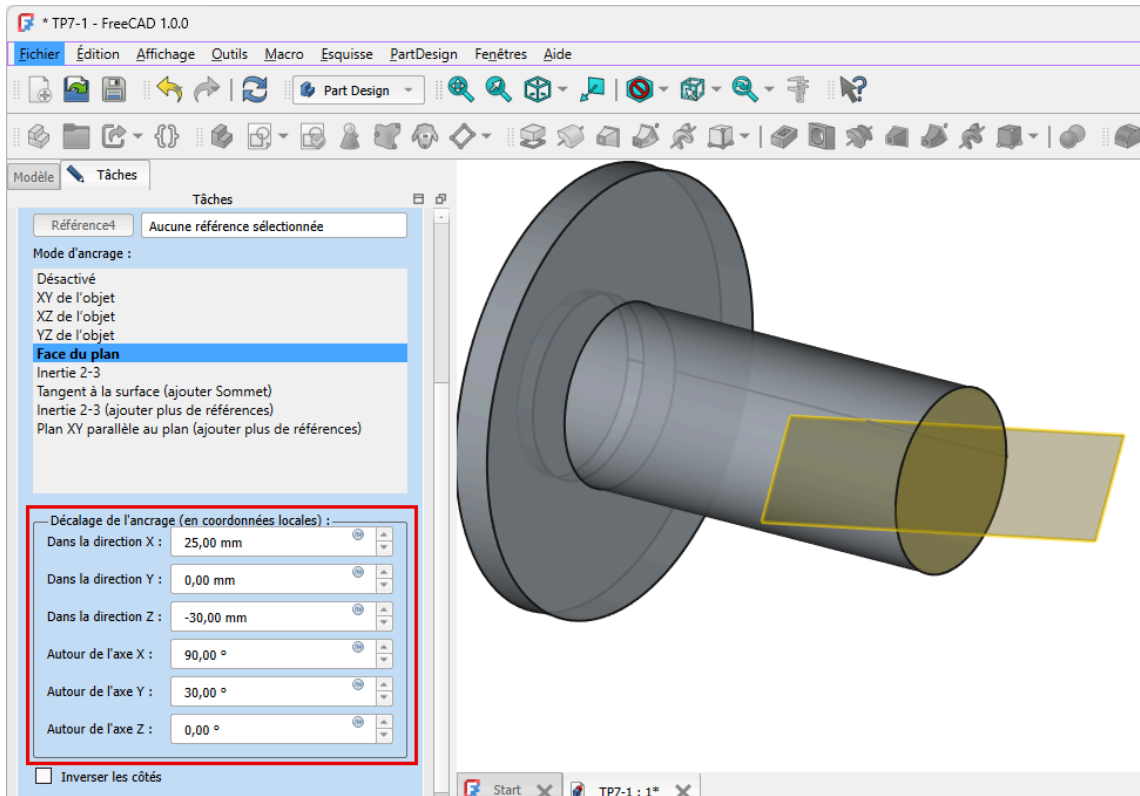 * TP7-1 - FreeCAD 1.0.0
Fichier Édition Affichage Outils Macro Esquisse PartDesign Fenêtres Aide
Part Design
Modèle Tâches
Tâches
Référence4 Aucune référence sélectionnée
Mode d'ancrage :
Désactivé
XY de l'objet
XZ de l'objet
YZ de l'objet
Face du plan
Inertie 2-3
Tangent à la surface (ajouter Sommet)
Inertie 2-3 (ajouter plus de références)
Plan XY parallèle au plan (ajouter plus de références)
Décalage de l'ancrage (en coordonnées locales) :
Dans la direction X : 25,00 mm
Dans la direction Y : 0,00 mm
Dans la direction Z : -30,00 mm
Autour de l'axe X : 90,00 °
Autour de l'axe Y : 30,00 °
Autour de l'axe Z : 0,00 °
Inverser les côtés
Start TP7-1 : 1*